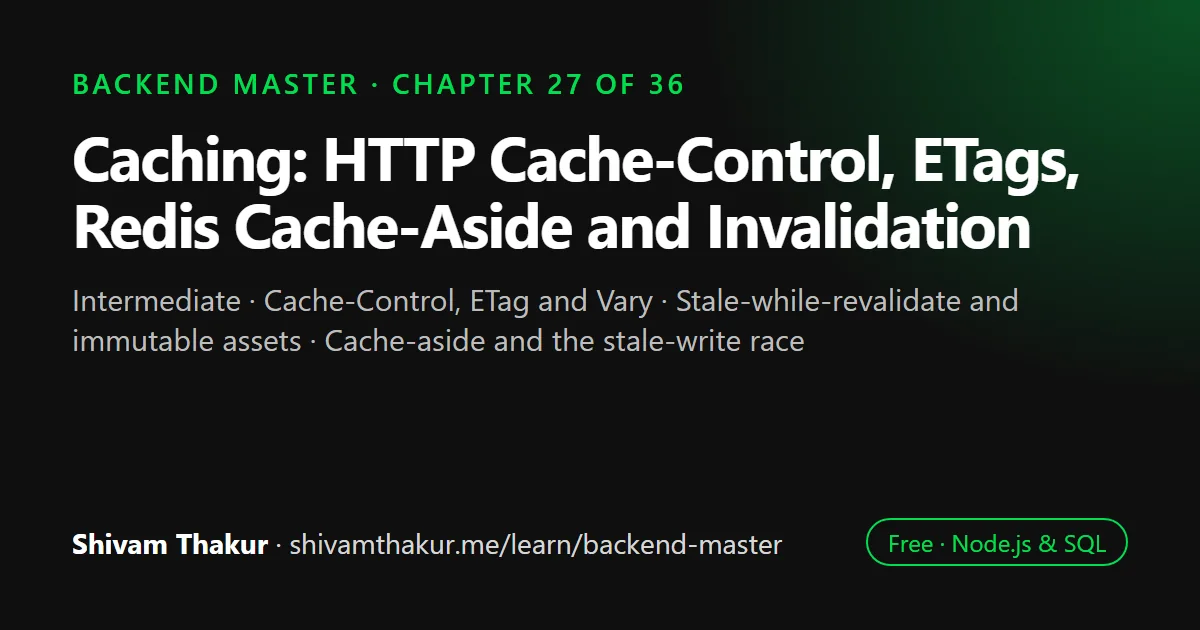 BACKEND MASTER · CHAPTER 27 OF 36
Caching: HTTP Cache-Control, ETags,
Redis Cache-Aside and Invalidation
Intermediate · Cache-Control, ETag and Vary · Stale-while-revalidate and
immutable assets · Cache-aside and the stale-write race
Shivam Thakur · shivamthakur.me/learn/backend-master
Free · Node.js & SQL